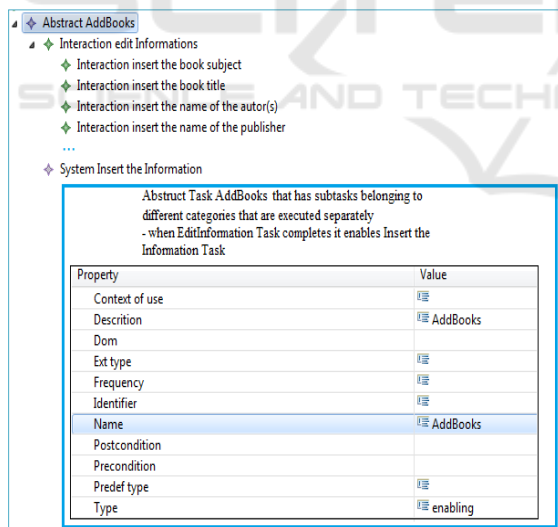 Abstract AddBooks
Interaction edit Informations
Interaction insert the book subject
Interaction insert the book title
Interaction insert the name of the autor(s)
Interaction insert the name of the publisher
...
System Insert the Information
Abstruct Task AddBooks that has subtasks belonging to
different categories that are executed separately
- when EditInformation Task completes it enables Insert the
Information Task
Property Value
Context of use
Descrition AddBooks
Dom
Ext type
Frequency
Identifier
Name AddBooks
Postcondition
Precondition
Predef type
Type enabling